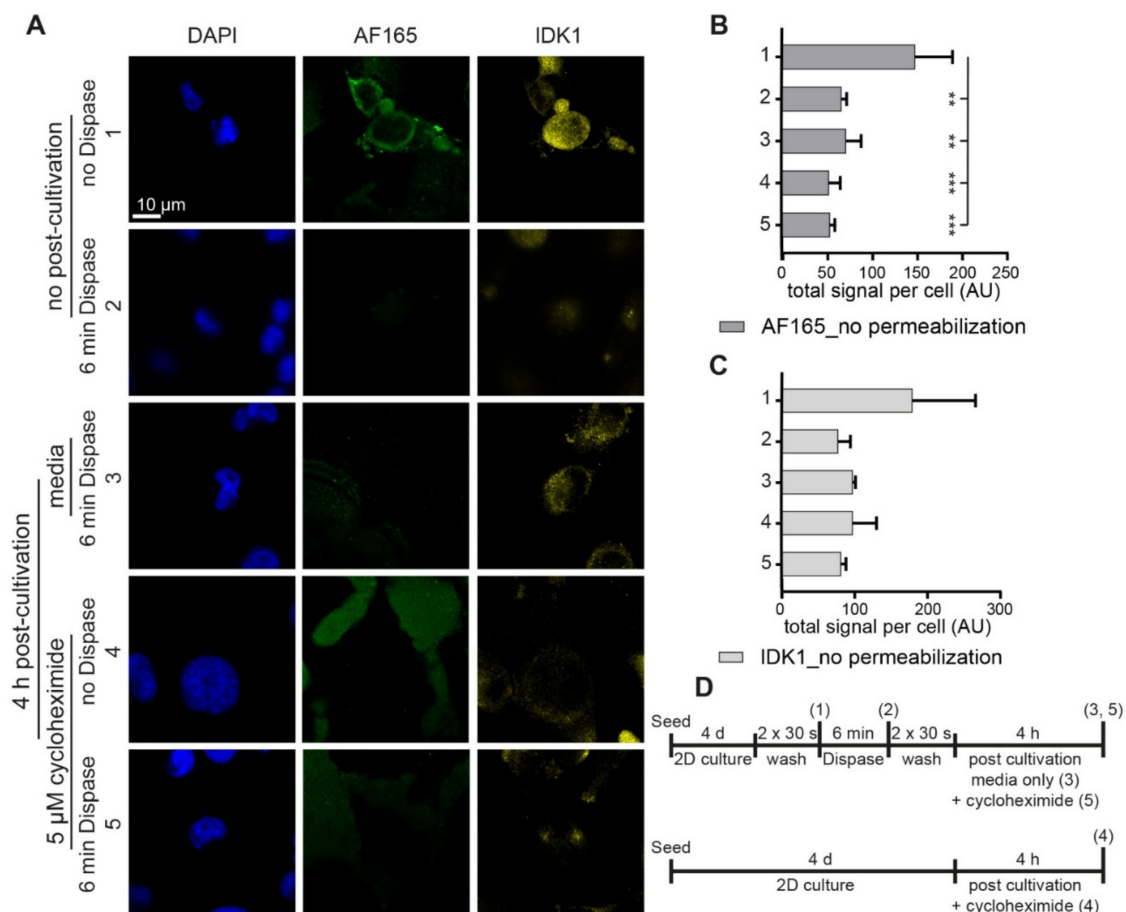 A
DAPI
AF165
IDK1
no post-cultivation
no Dispase
1
10 µm
6 min Dispase
2
4 h post-cultivation
media
6 min Dispase
3
5 µM cycloheximide
no Dispase
4
6 min Dispase
5
B
1
2
3
4
5
**
**
***
***
0 50 100 150 200 250
total signal per cell (AU)
AF165_no permeabilization
C
1
2
3
4
5
0 100 200 300
total signal per cell (AU)
IDK1_no permeabilization
D
Seed (1) (2) (3, 5)
4 d 2 x 30 s 6 min 2 x 30 s 4 h
2D culture wash Dispase wash post cultivation
media only (3)
+ cycloheximide (5)
Seed (4)
4 d 4 h
2D culture post cultivation
+ cycloheximide (4)